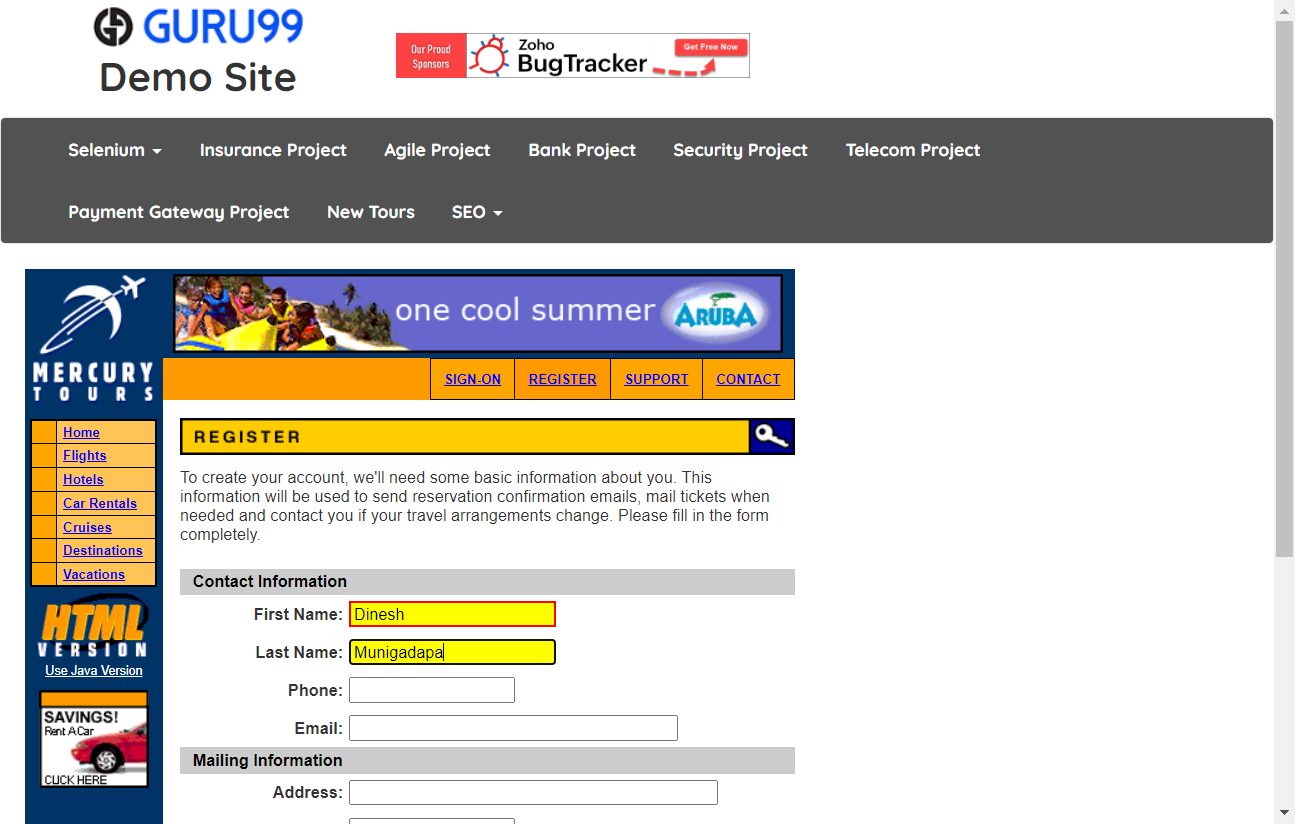 GURU99
Demo Site
Our Proud
Sponsors
Zoho
BugTracker
Get Free Now
Selenium
Insurance Project
Agile Project
Bank Project
Security Project
Telecom Project
Payment Gateway Project
New Tours
SEO
MERCURY
TOURS
one cool summer
ARUBA
SIGN-ON
REGISTER
SUPPORT
CONTACT
Home
Flights
Hotels
Car Rentals
Cruises
Destinations
Vacations
HTML
VERSION
Use Java Version
SAVINGS!
Rent A Car
CLICK HERE
REGISTER
To create your account, we'll need some basic information about you. This
information will be used to send reservation confirmation emails, mail tickets when
needed and contact you if your travel arrangements change. Please fill in the form
completely.
Contact Information
First Name: Dinesh
Last Name: Munigadapa
Phone:
Email:
Mailing Information
Address: